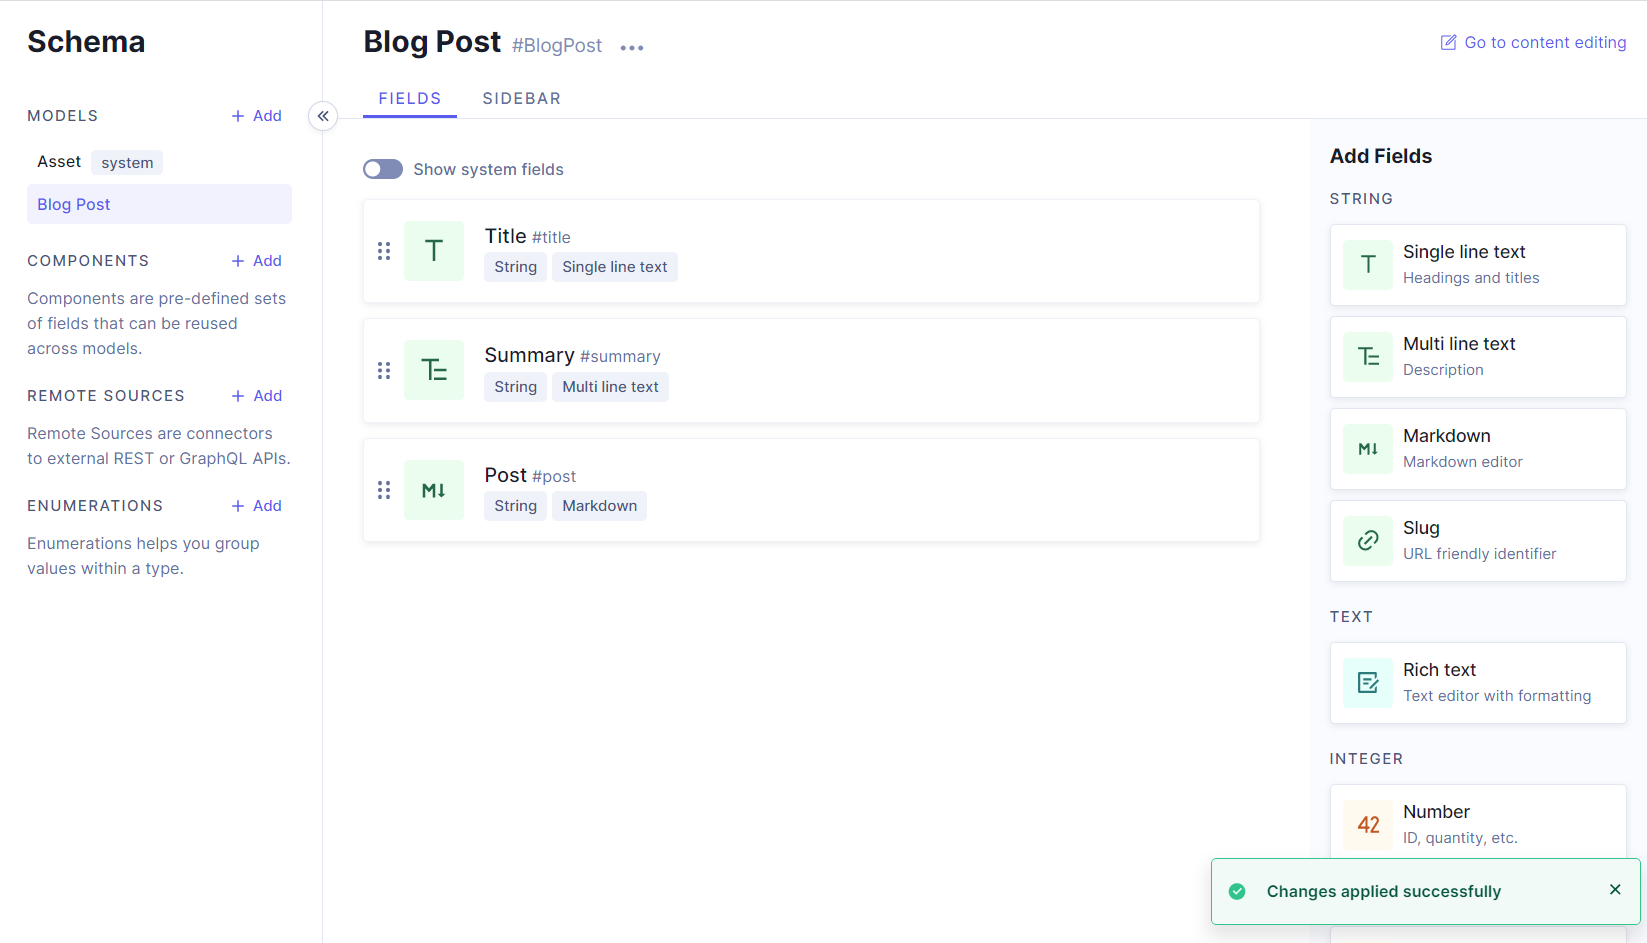 Schema
MODELS
+ Add
Asset system
Blog Post
COMPONENTS
+ Add
Components are pre-defined sets
of fields that can be reused
across models.
REMOTE SOURCES
+ Add
Remote Sources are connectors
to external REST or GraphQL APIs.
ENUMERATIONS
+ Add
Enumerations helps you group
values within a type.
Blog Post #BlogPost
Go to content editing
FIELDS
SIDEBAR
Show system fields
T
Title #title
String
Single line text
T
Summary #summary
String
Multi line text
M↓
Post #post
String
Markdown
Add Fields
STRING
T
Single line text
Headings and titles
T
Multi line text
Description
M↓
Markdown
Markdown editor
Slug
URL friendly identifier
TEXT
Rich text
Text editor with formatting
INTEGER
42
Number
ID, quantity, etc.
Changes applied successfully